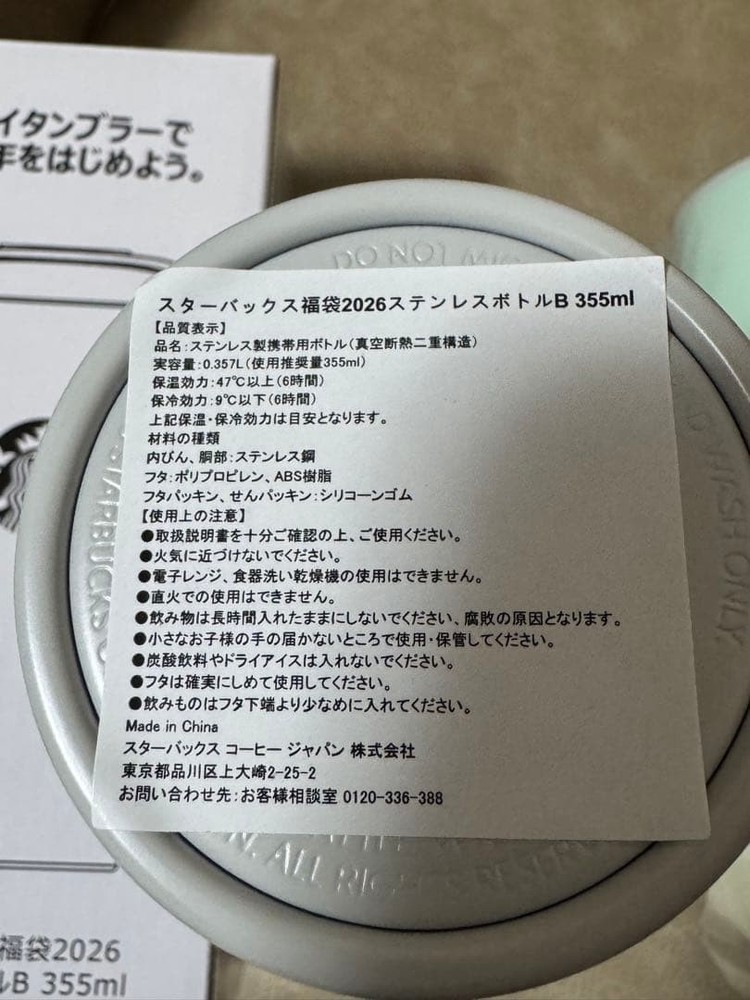 イタンブラーで
をはじめよう。
DO NOT
スターバックス福袋2026ステンレスボトルB 355ml
【品質表示】
品名:ステンレス製携帯用ボトル(真空断熱二重構造)
実容量:0.357L(使用推奨量355ml)
保温効力:47℃以上(6時間)
保冷効力:9℃以下(6時間)
上記保温・保冷効力は目安となります。
材料の種類
内びん、胴部:ステンレス鋼
フタ:ポリプロピレン、ABS樹脂
フタパッキン、せんパッキン:シリコーンゴム
【使用上の注意】
●取扱説明書を十分ご確認の上、ご使用ください。
●火気に近づけないでください。
●電子レンジ、食器洗い乾燥機の使用はできません。
●直火での使用はできません。
●飲み物は長時間入れたままにしないでください、腐敗の原因となります。
●小さなお子様の手の届かないところで使用・保管してください。
●炭酸飲料やドライアイスは入れないでください。
●フタは確実にしめて使用してください。
●飲みものはフタ下端より少なめに入れてください。
Made in China
スターバックス コーヒー ジャパン 株式会社
東京都品川区上大崎2-25-2
お問い合わせ先:お客様相談室 0120-336-388
WASH ONLY
STARBUCKS
ALL RIGHTS RESERVED
福袋2026
ルB 355ml